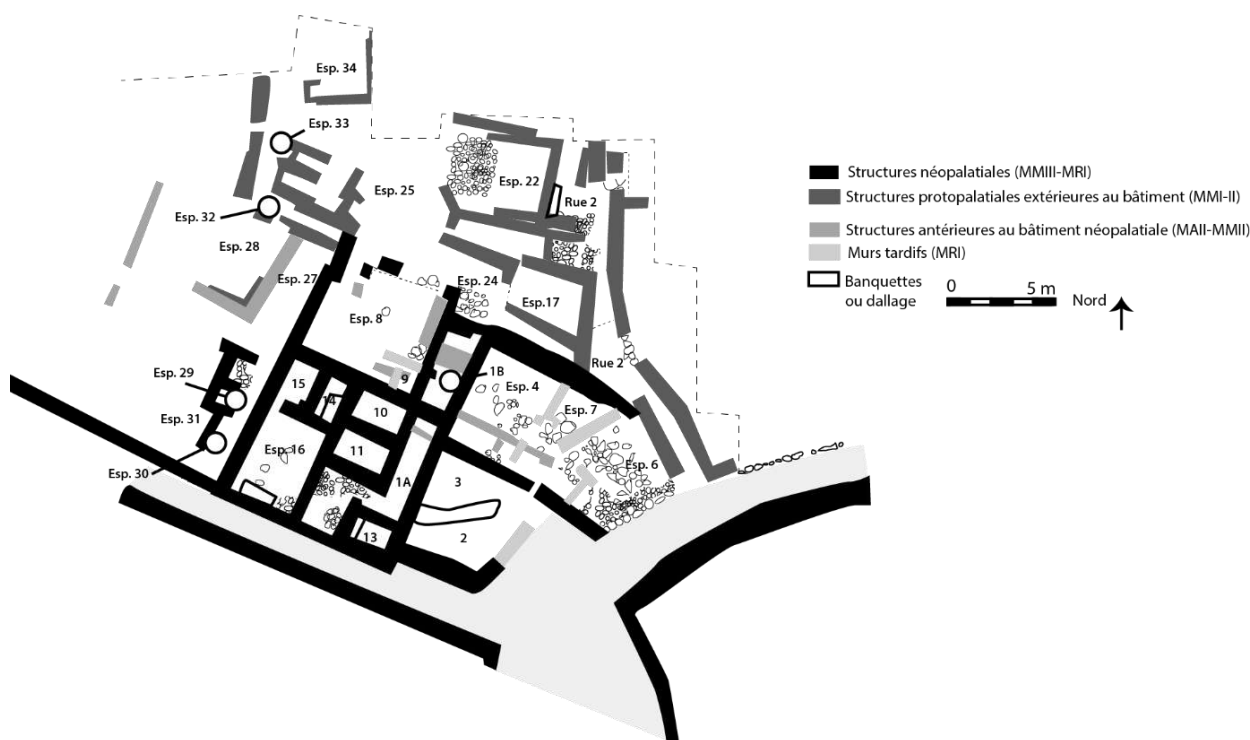 Esp. 34
Esp. 33
Esp. 25
Esp. 22
Rue 2
Esp. 32
Esp. 28
Esp. 27
Esp. 24
Esp.17
Esp. 8
Rue 2
Esp. 29
15
14
9
1B
Esp. 4
Esp. 7
10
Esp. 31
Esp. 16
11
Esp. 6
Esp. 30
1A
3
13
2
Structures néopalatiales (MMIII-MRI)
Structures protopalatiales extérieures au bâtiment (MMI-II)
Structures antérieures au bâtiment néopalatiale (MAII-MMII)
Murs tardifs (MRI)
Banquettes
ou dallage
0 5 m
Nord